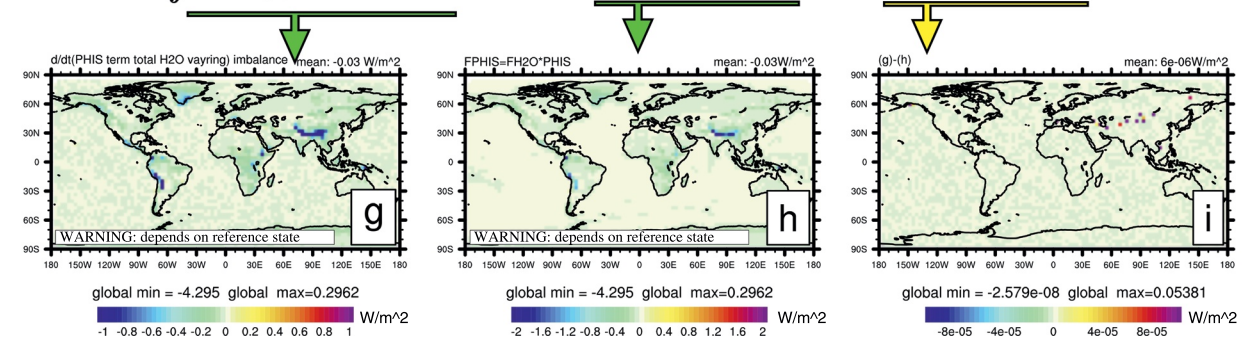 d/dt(PHIS term total H2O vayring) imbalance mean: -0.03 W/m^2
90N
60N
30N
0
30S
60S
90S
g
WARNING: depends on reference state
180 150W 120W 90W 60W 30W 0 30E 60E 90E 120E 150E 180
global min = -4.295 global max=0.2962
-1 -0.8 -0.6 -0.4 -0.2 0 0.2 0.4 0.6 0.8 1 W/m^2
FPHIS=FH2O*PHIS mean: -0.03W/m^2
90N
60N
30N
0
30S
60S
90S
h
WARNING: depends on reference state
180 150W 120W 90W 60W 30W 0 30E 60E 90E 120E 150E 180
global min = -4.295 global max=0.2962
-2 -1.6 -1.2 -0.8 -0.4 0 0.4 0.8 1.2 1.6 2 W/m^2
(g)-(h) mean: 6e-06W/m^2
90N
60N
30N
0
30S
60S
90S
i
180 150W 120W 90W 60W 30W 0 30E 60E 90E 120E 150E 180
global min = -2.579e-08 global max=0.05381
-8e-05 -4e-05 0 4e-05 8e-05 W/m^2